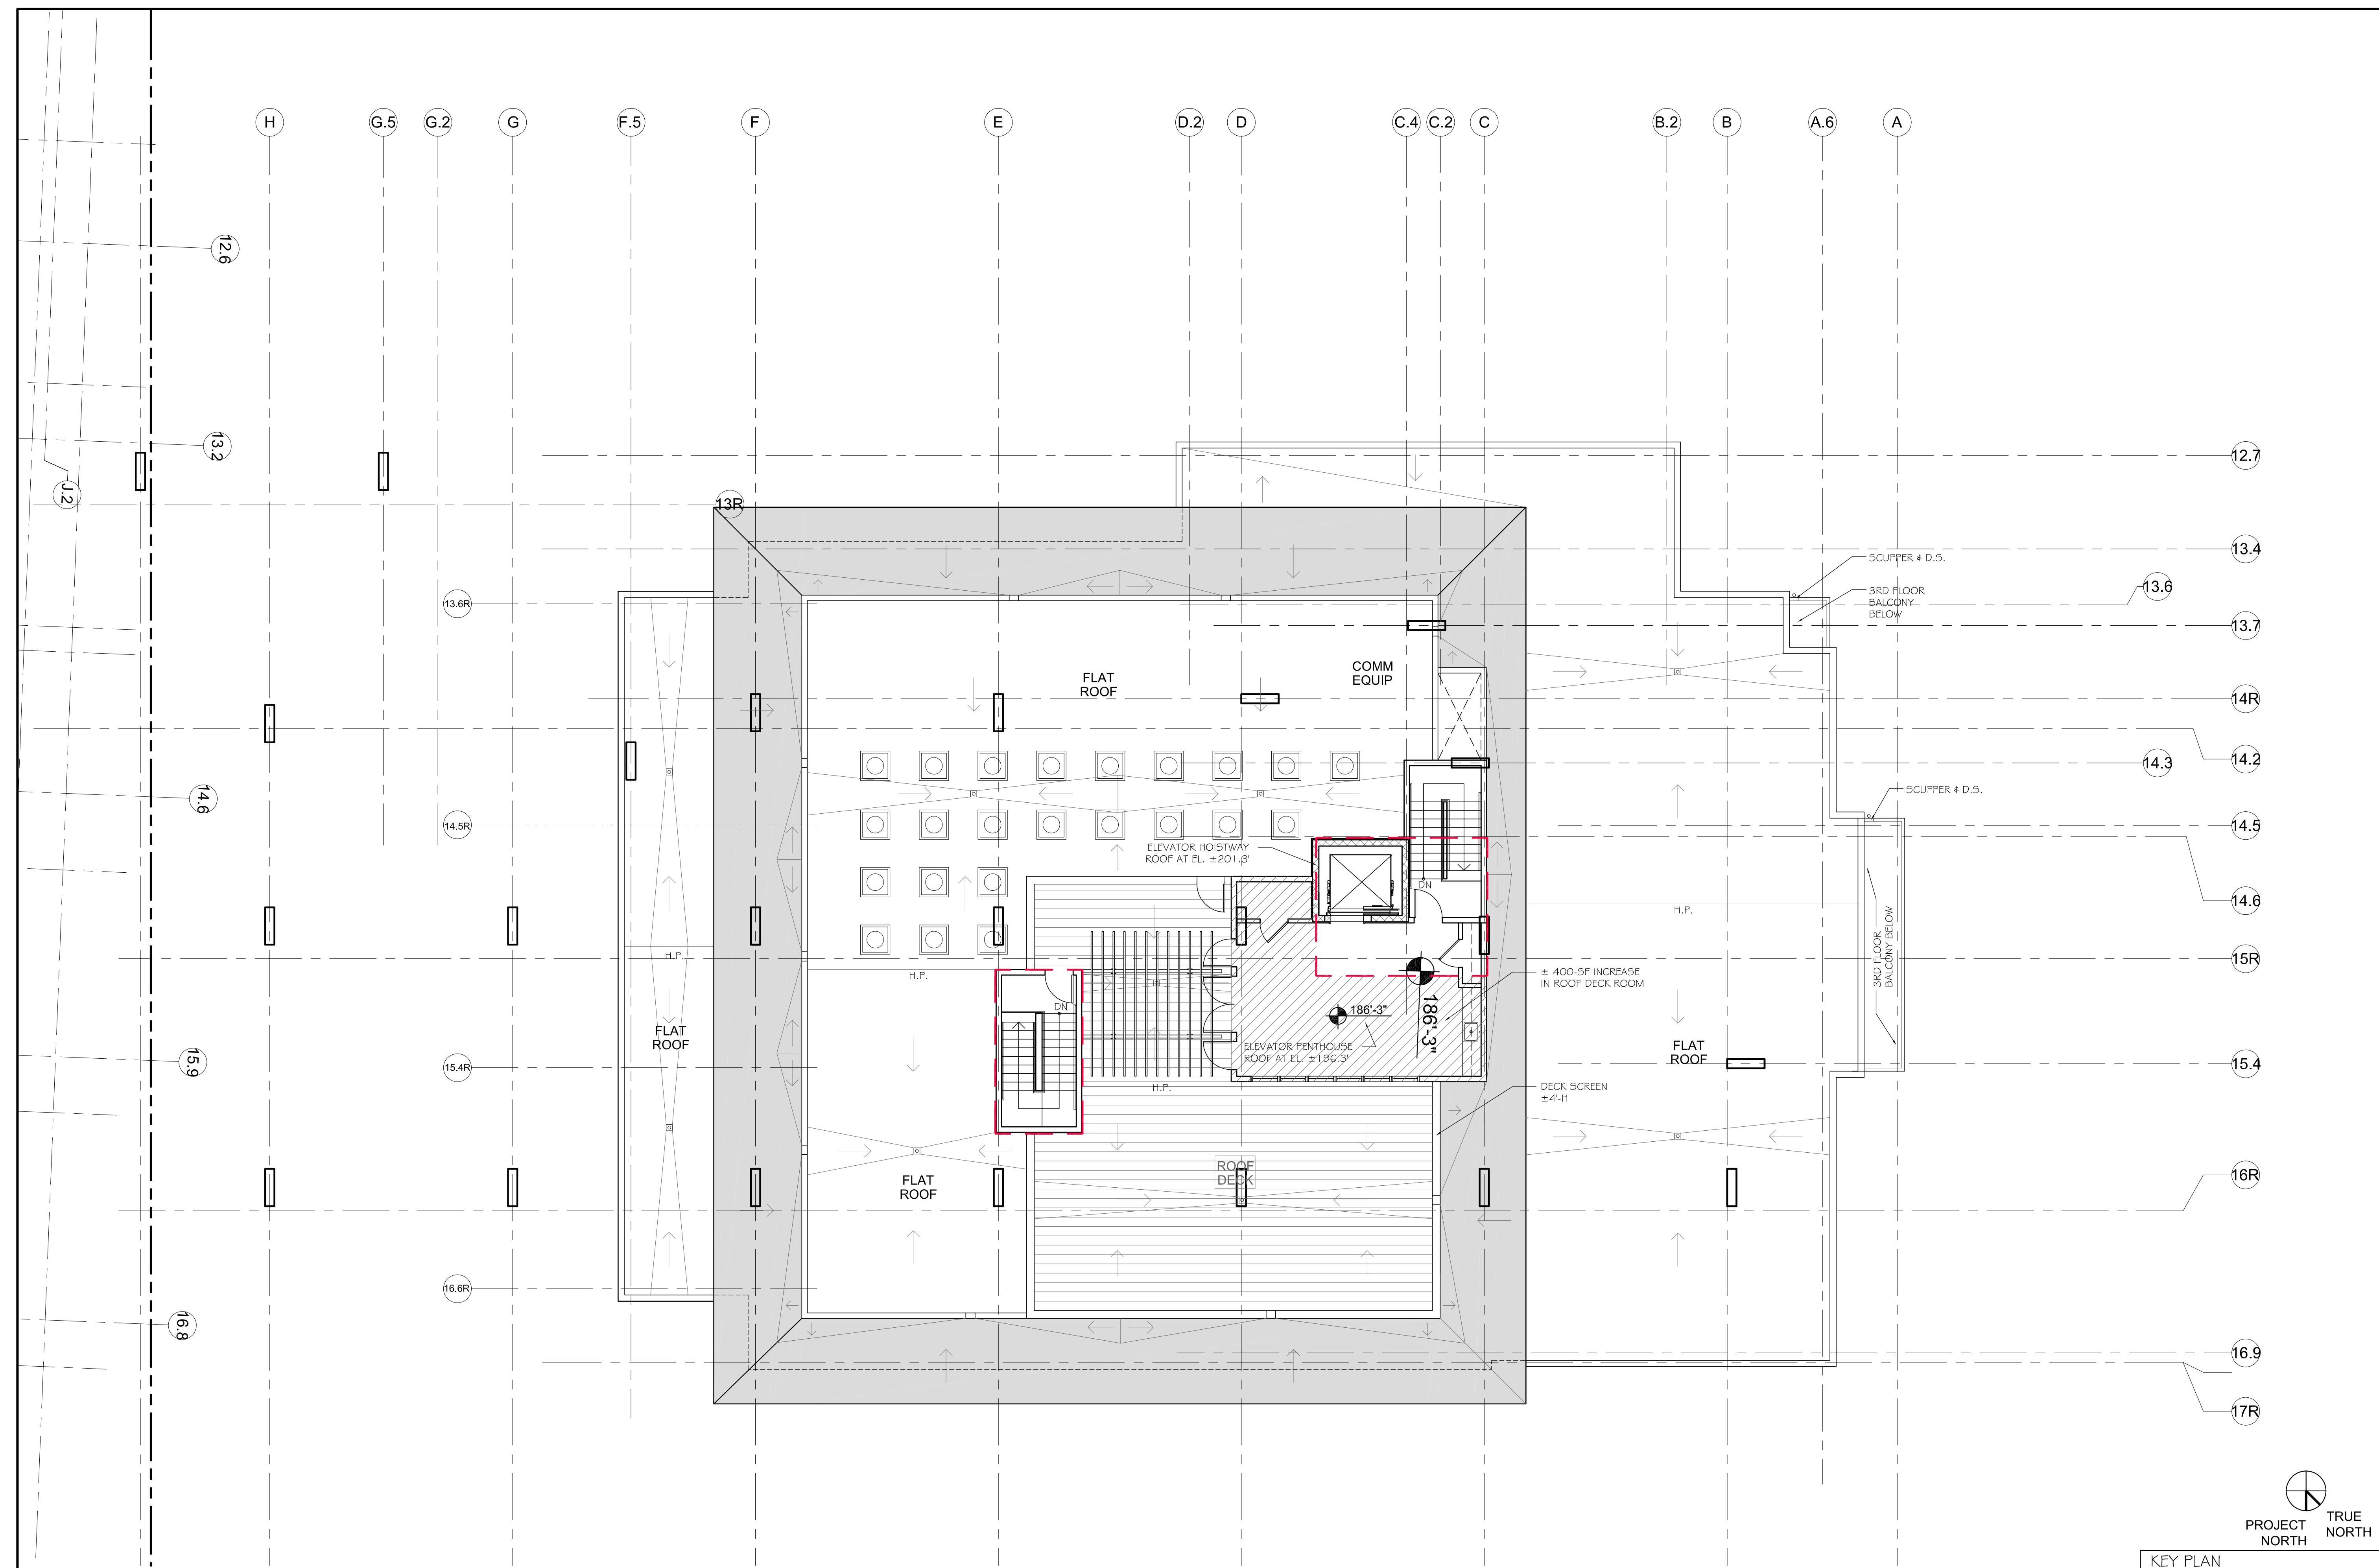 H
G.5
G.2
G
F.5
F
E
D.2
D
C.4
C.2
C
B.2
B
A.6
A
12.6
13.2
J.2
14.6
15.9
16.8
13R
13.6R
14.5R
15.4R
16.6R
12.7
13.4
13.6
13.7
14R
14.2
14.3
14.5
14.6
15R
15.4
16R
16.9
17R
SCUPPER & D.S.
3RD FLOOR
BALCONY
BELOW
FLAT
ROOF
COMM
EQUIP
SCUPPER & D.S.
ELEVATOR HOISTWAY
ROOF AT EL. ±201.3'
DN
H.P.
3RD FLOOR
BALCONY BELOW
H.P.
H.P.
± 400-SF INCREASE
IN ROOF DECK ROOM
DN
186'-3"
186'-3"
FLAT
ROOF
ELEVATOR PENTHOUSE
ROOF AT EL. ±196.3'
FLAT
ROOF
H.P.
DECK SCREEN
±4'-H
ROOF
DECK
FLAT
ROOF
PROJECT
NORTH
TRUE
NORTH
KEY PLAN